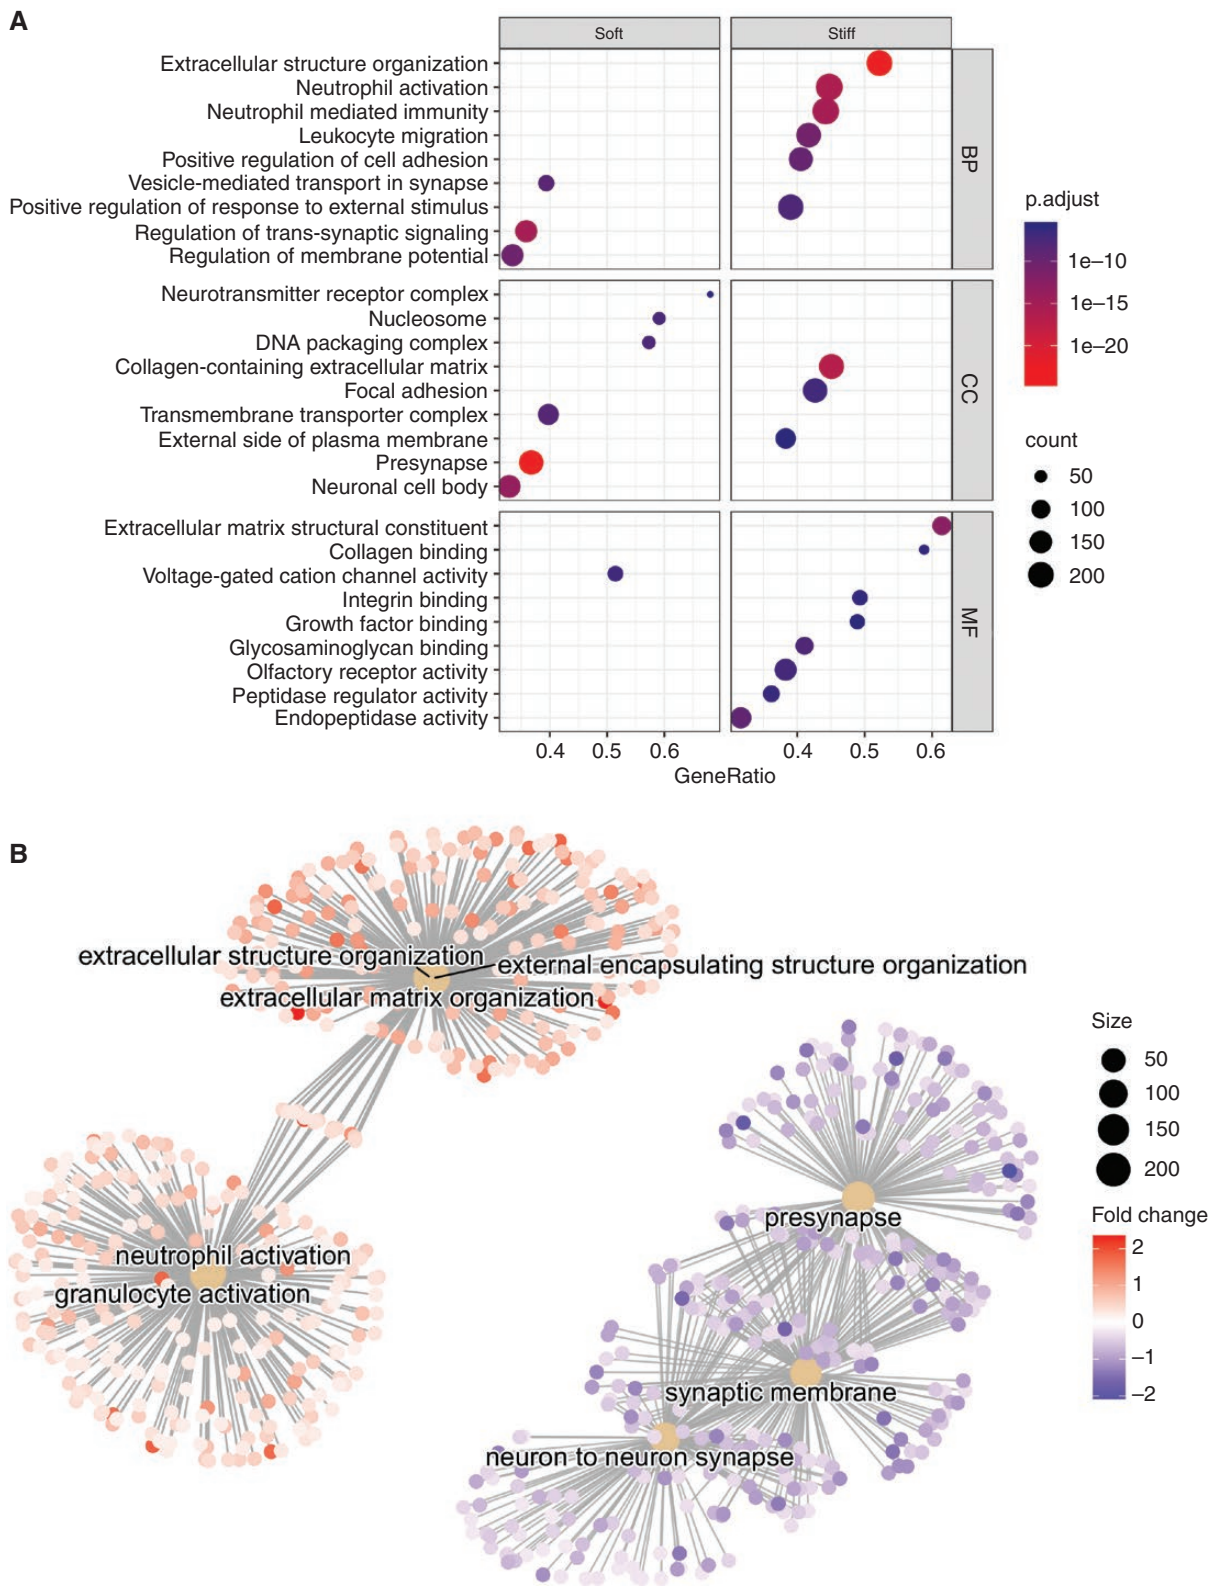 A
Soft
Stiff
Extracellular structure organization
Neutrophil activation
Neutrophil mediated immunity
Leukocyte migration
Positive regulation of cell adhesion
Vesicle-mediated transport in synapse
Positive regulation of response to external stimulus
Regulation of trans-synaptic signaling
Regulation of membrane potential
BP
Neurotransmitter receptor complex
Nucleosome
DNA packaging complex
Collagen-containing extracellular matrix
Focal adhesion
Transmembrane transporter complex
External side of plasma membrane
Presynapse
Neuronal cell body
CC
Extracellular matrix structural constituent
Collagen binding
Voltage-gated cation channel activity
Integrin binding
Growth factor binding
Glycosaminoglycan binding
Olfactory receptor activity
Peptidase regulator activity
Endopeptidase activity
MF
0.4 0.5 0.6
0.4 0.5 0.6
GeneRatio
p.adjust
1e–10
1e–15
1e–20
count
50
100
150
200
B
extracellular structure organization
external encapsulating structure organization
extracellular matrix organization
neutrophil activation
granulocyte activation
presynapse
synaptic membrane
neuron to neuron synapse
Size
50
100
150
200
Fold change
2
1
0
–1
–2